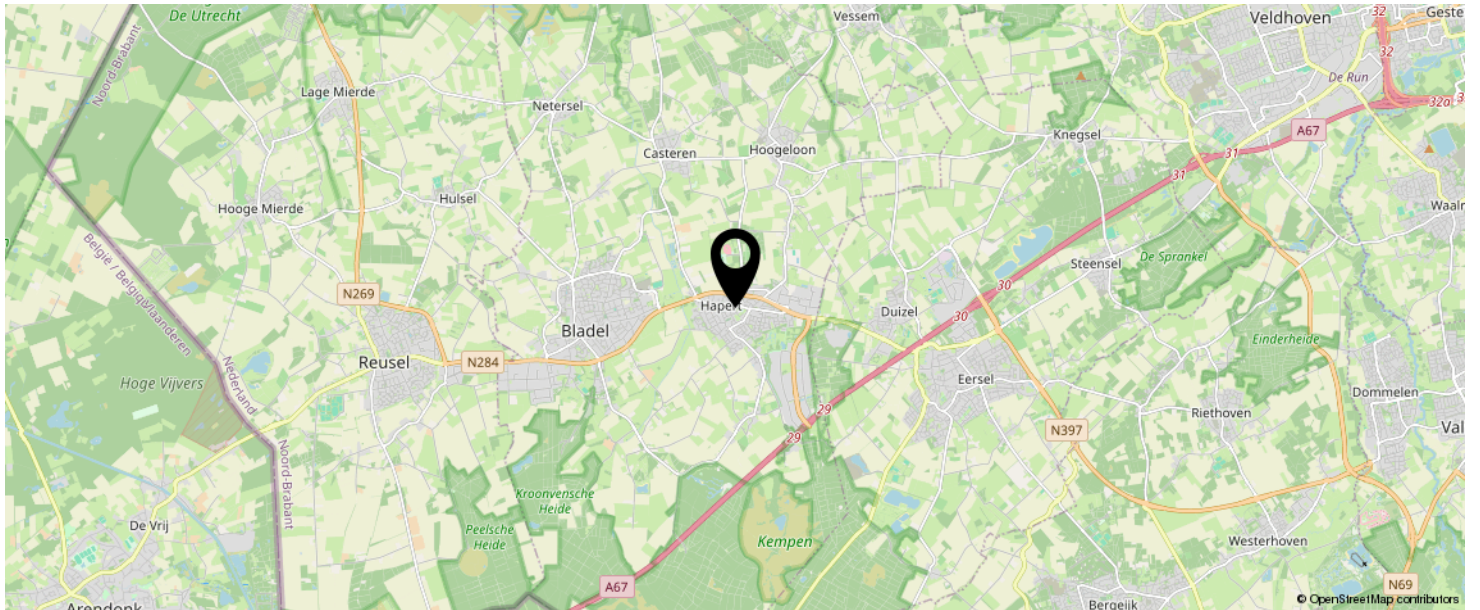 De Utrecht
Noord-Brabant
Vessem
Veldhoven
Geste
32
32
De Run
32a
3
A67
Lage Mierde
Netersel
Knegsel
31
31
Casteren
Hoogeloon
Hulsel
Hooge Mierde
Waalr
n
België / Belgique
Vlaanderen
Steensel
De Sprankel
30
30
N269
Hapert
Duizel
Bladel
Reusel
N284
Einderheide
Hoge Vijvers
Nederland
Noord-Brabant
Eersel
Riethoven
Dommelen
29
29
N397
Val
Kroonvensche
Heide
Peelsche
Heide
De Vrij
Kempen
Westerhoven
A67
N69
Arendonk
Bergeijk
© OpenStreetMap contributors